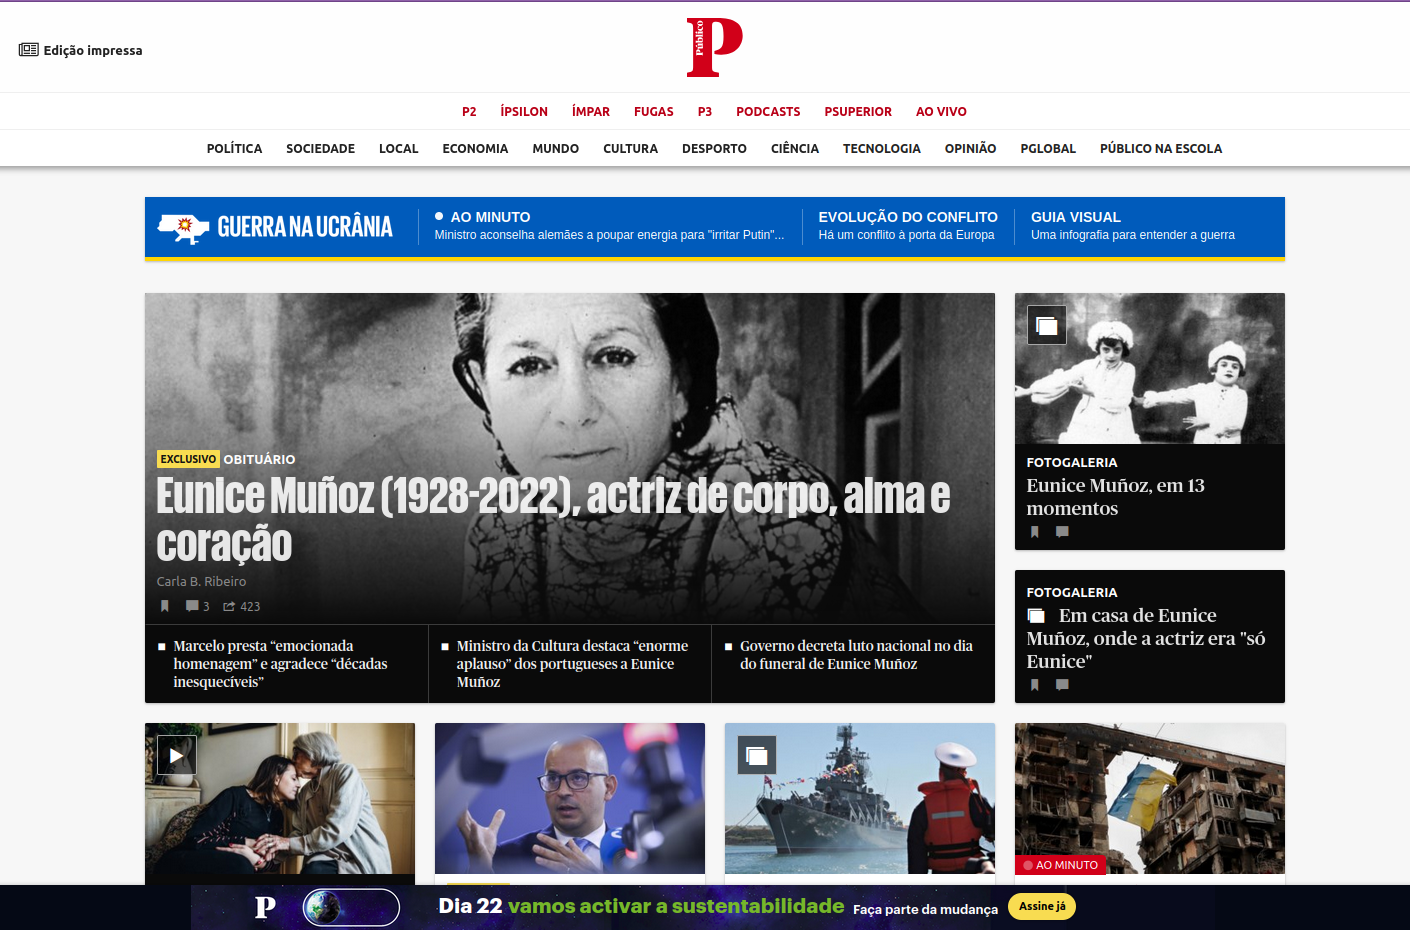 Edição impressa
Público
P2 ÍPSILON ÍMPAR FUGAS P3 PODCASTS PSUPERIOR AO VIVO
POLÍTICA SOCIEDADE LOCAL ECONOMIA MUNDO CULTURA DESPORTO CIÊNCIA TECNOLOGIA OPINIÃO PGLOBAL PÚBLICO NA ESCOLA
GUERRA NA UCRÂNIA
AO MINUTO
Ministro aconselha alemães a poupar energia para "irritar Putin"...
EVOLUÇÃO DO CONFLITO
Há um conflito à porta da Europa
GUIA VISUAL
Uma infografia para entender a guerra
EXCLUSIVO OBITUÁRIO
Eunice Muñoz (1928-2022), actriz de corpo, alma e
coração
Carla B. Ribeiro
3 423
Marcelo presta “emocionada
homenagem” e agradece “décadas
inesquecíveis”
Ministro da Cultura destaca “enorme
aplauso” dos portugueses a Eunice
Muñoz
Governo decreta luto nacional no dia
do funeral de Eunice Muñoz
FOTOGALERIA
Eunice Muñoz, em 13
momentos
FOTOGALERIA
Em casa de Eunice
Muñoz, onde a actriz era "só
Eunice"
AO MINUTO
P
Dia 22 vamos activar a sustentabilidade
Faça parte da mudança
Assine já